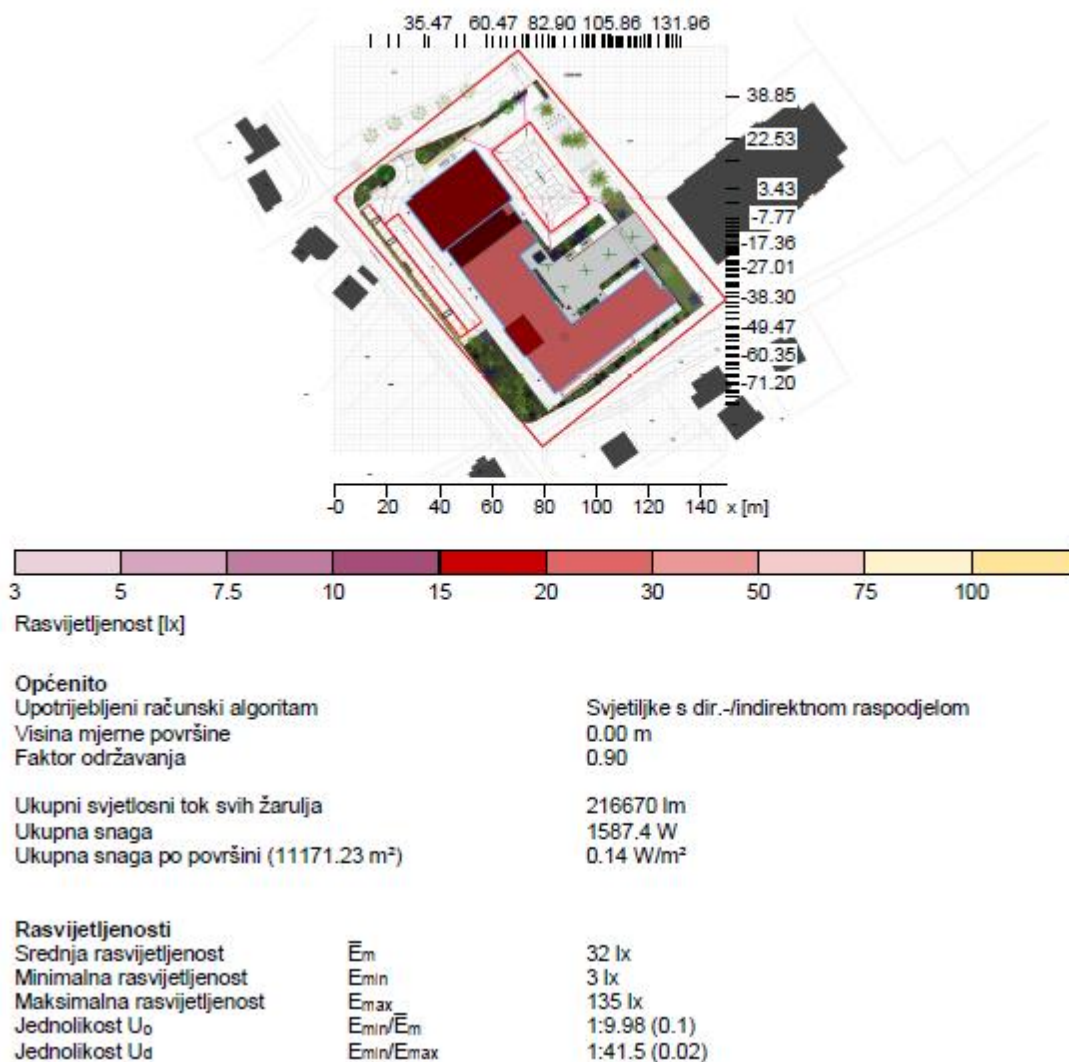 35.47 60.47 82.90 105.86 131.96
38.85
22.53
3.43
-7.77
-17.36
-27.01
-38.30
-49.47
-60.35
-71.20
-0 20 40 60 80 100 120 140 x [m]
3 5 7.5 10 15 20 30 50 75 100
Rasvijetljenost [lx]
Općenito
Upotrijebljeni računski algoritam Svjetiljke s dir.-/indirektnom raspodjelom
Visina mjerne površine 0.00 m
Faktor održavanja 0.90
Ukupni svjetlosni tok svih žarulja 216670 lm
Ukupna snaga 1587.4 W
Ukupna snaga po površini (11171.23 m²) 0.14 W/m²
Rasvijetljenosti
Srednja rasvijetljenost Ēm 32 lx
Minimalna rasvijetljenost Emin 3 lx
Maksimalna rasvijetljenost Emax 135 lx
Jednolikost Uo Emin/Ēm 1:9.98 (0.1)
Jednolikost Ud Emin/Emax 1:41.5 (0.02)